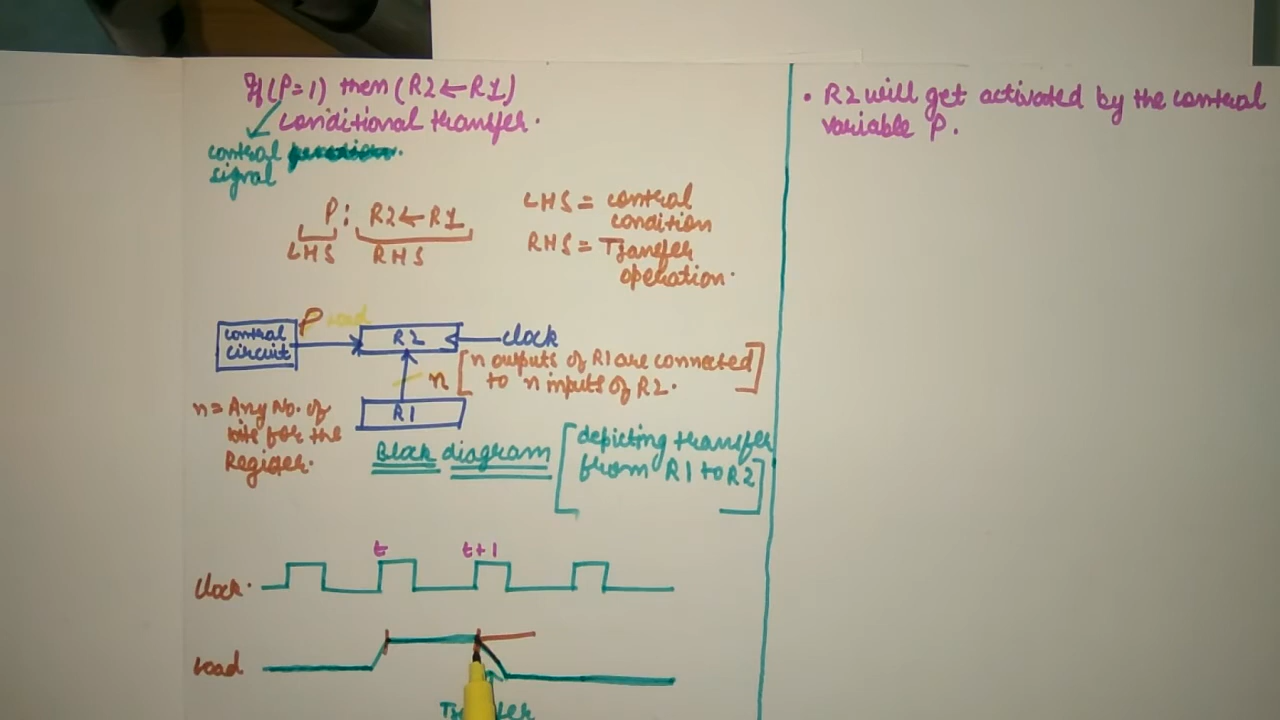 If (P=1) then (R2←R1)
conditional transfer.
control
signal
P: R2←R1
LHS RHS
LHS = control
condition
RHS = Transfer
operation.
control
circuit
P Load
R2
clock
n
[n outputs of R1 are connected
to n inputs of R2.]
R1
n = Any No. of
bits for the
Register.
Block diagram
[depicting transfer
from R1 to R2]
t t+1
clock.
Load
• R2 will get activated by the control
variable P.